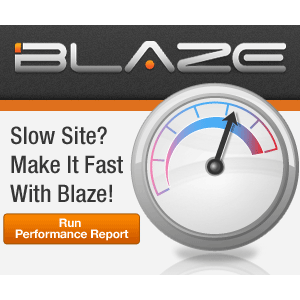 BLAZE
Slow Site?
Make It Fast
With Blaze!
Run
Performance Report